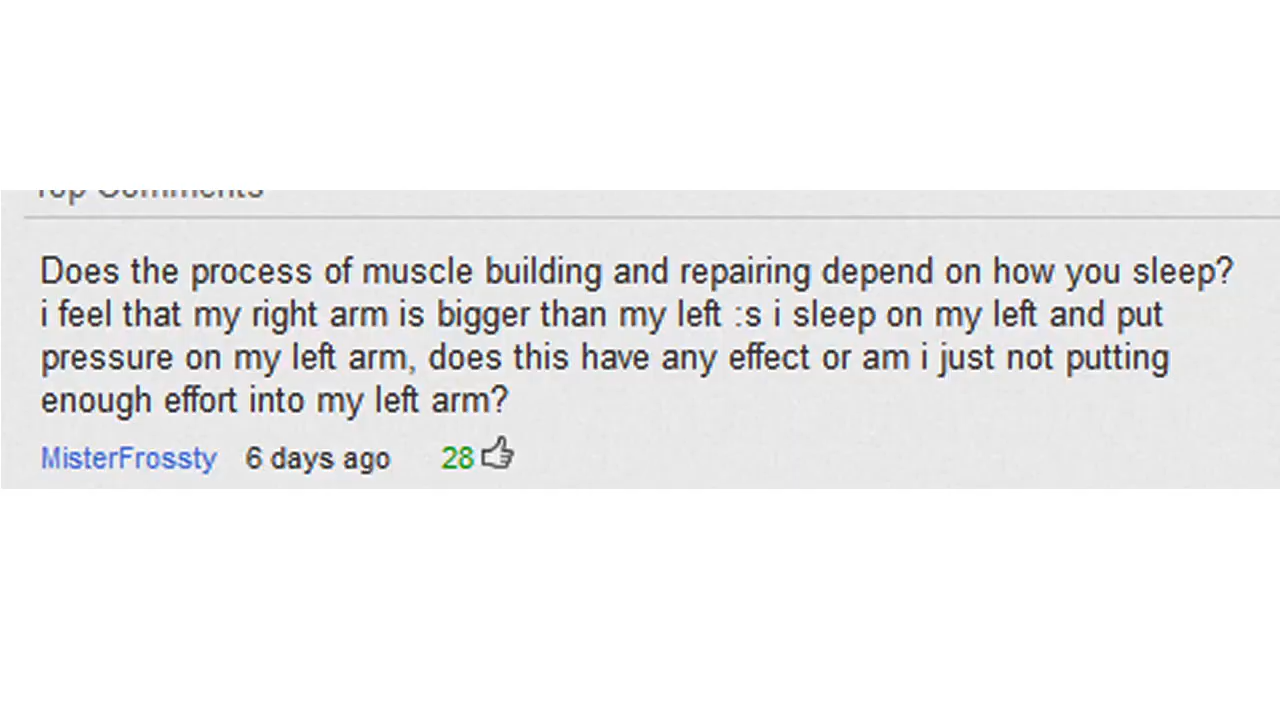 Top Comments
Does the process of muscle building and repairing depend on how you sleep?
i feel that my right arm is bigger than my left :s i sleep on my left and put
pressure on my left arm, does this have any effect or am i just not putting
enough effort into my left arm?
MisterFrossty 6 days ago 28